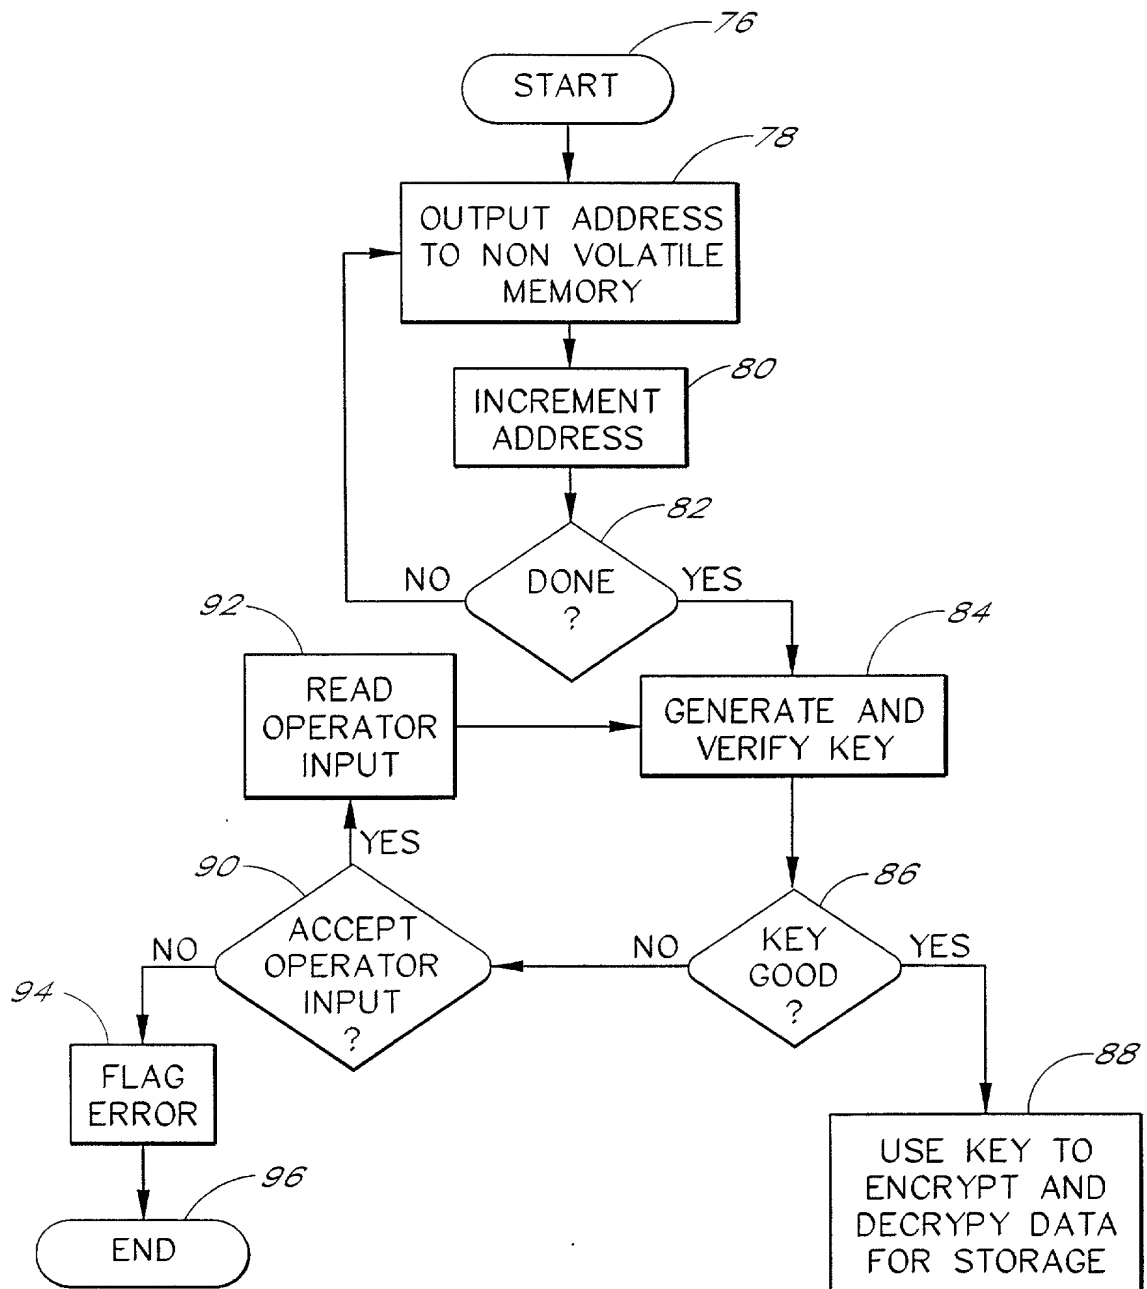 76
START
78
OUTPUT ADDRESS
TO NON VOLATILE
MEMORY
80
INCREMENT
ADDRESS
82
DONE
?
NO
YES
92
READ
OPERATOR
INPUT
84
GENERATE AND
VERIFY KEY
YES
90
ACCEPT
OPERATOR
INPUT
?
NO
86
KEY
GOOD
?
NO
YES
94
FLAG
ERROR
88
USE KEY TO
ENCRYPT AND
DECRYPY DATA
FOR STORAGE
96
END